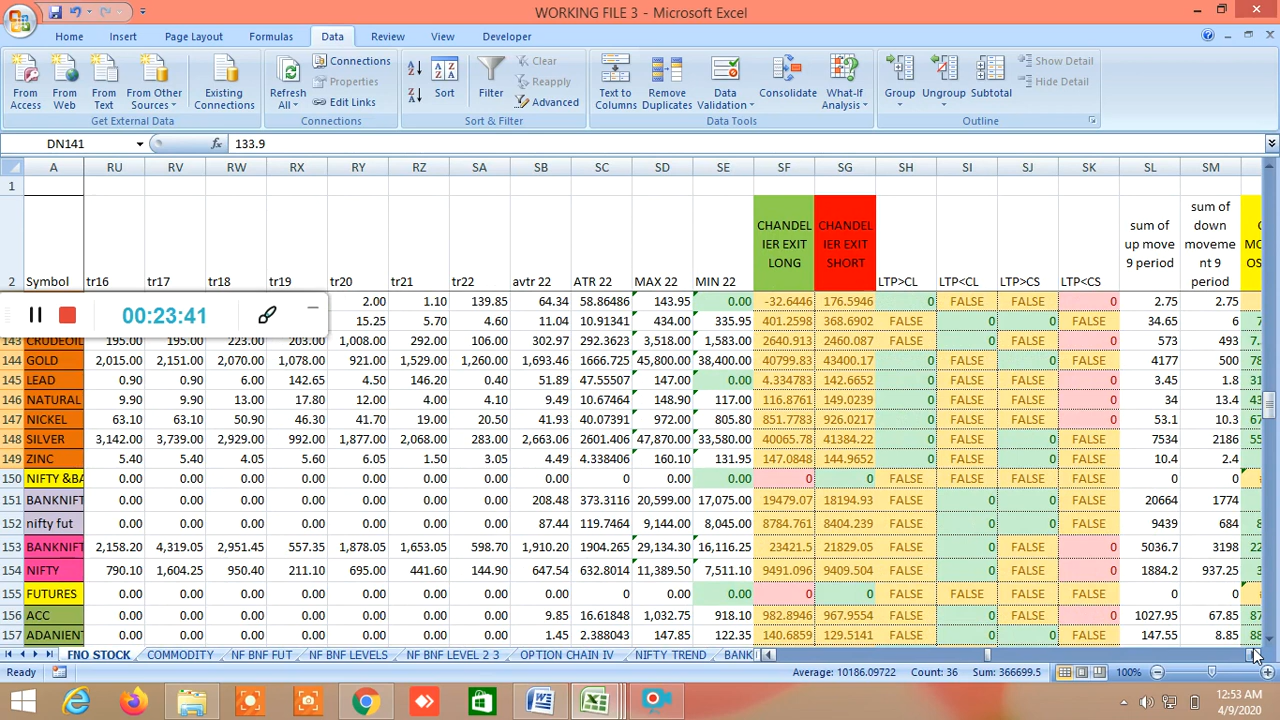 WORKING FILE 3 - Microsoft Excel
Home Insert Page Layout Formulas Data Review View Developer
From Access From Web From Text From Other Sources Existing Connections Refresh All Connections Properties Edit Links Sort Filter Clear Reapply Advanced Text to Columns Remove Duplicates Data Validation Consolidate What-If Analysis Group Ungroup Subtotal Show Detail Hide Detail
Get External Data Connections Sort & Filter Data Tools Outline
DN141 fx 133.9
A RU RV RW RX RY RZ SA SB SC SD SE SF SG SH SI SJ SK SL SM
1
2 Symbol tr16 tr17 tr18 tr19 tr20 tr21 tr22 avtr 22 ATR 22 MAX 22 MIN 22 CHANDELIER EXIT LONG CHANDELIER EXIT SHORT LTP>CL LTP<CL LTP>CS LTP<CS sum of up move 9 period sum of down movement 9 period
2.00 1.10 139.85 64.34 58.86486 143.95 0.00 -32.6446 176.5946 0 FALSE FALSE 0 2.75 2.75
00:23:41 15.25 5.70 4.60 11.04 10.91341 434.00 335.95 401.2598 368.6902 FALSE 0 0 FALSE 34.65 6
143 CRUDEOIL 195.00 195.00 223.00 203.00 1,008.00 292.00 106.00 302.97 292.3623 3,518.00 1,583.00 2640.913 2460.087 FALSE 0 FALSE 0 573 493
144 GOLD 2,015.00 2,151.00 2,070.00 1,078.00 921.00 1,529.00 1,260.00 1,693.46 1666.725 45,800.00 38,400.00 40799.83 43400.17 0 FALSE 0 FALSE 4177 500
145 LEAD 0.90 0.90 6.00 142.65 4.50 146.20 0.40 51.89 47.55507 147.00 0.00 4.334783 142.6652 0 FALSE FALSE 0 3.45 1.8
146 NATURAL 9.90 9.90 13.00 17.80 12.00 4.00 4.10 9.49 10.67464 148.90 117.00 116.8761 149.0239 0 FALSE FALSE 0 34 13.4
147 NICKEL 63.10 63.10 50.90 46.30 41.70 19.00 20.50 41.93 40.07391 972.00 805.80 851.7783 926.0217 0 FALSE FALSE 0 53.1 10.3
148 SILVER 3,142.00 3,739.00 2,929.00 992.00 1,877.00 2,068.00 283.00 2,663.06 2601.406 47,870.00 33,580.00 40065.78 41384.22 0 FALSE 0 FALSE 7534 2186
149 ZINC 5.40 5.40 4.05 5.60 6.05 1.50 3.05 4.49 4.338406 160.10 131.95 147.0848 144.9652 0 FALSE 0 FALSE 10.4 2.4
150 NIFTY &BA 0.00 0.00 0.00 0.00 0.00 0.00 0.00 0 0 0 0.00 0 0 FALSE FALSE FALSE FALSE 0 0
151 BANKNIFT 0.00 0.00 0.00 0.00 0.00 0.00 0.00 208.48 373.3116 20,599.00 17,075.00 19479.07 18194.93 FALSE 0 0 FALSE 20664 1774
152 nifty fut 0.00 0.00 0.00 0.00 0.00 0.00 0.00 87.44 119.7464 9,144.00 8,045.00 8784.761 8404.239 FALSE 0 0 FALSE 9439 684
153 BANKNIFT 2,158.20 4,319.05 2,951.45 557.35 1,878.05 1,653.05 598.70 1,910.20 1904.265 29,134.30 16,116.25 23421.5 21829.05 FALSE 0 FALSE 0 5036.7 3198
154 NIFTY 790.10 1,604.25 950.40 211.10 695.00 441.60 144.90 647.54 632.8014 11,389.50 7,511.10 9491.096 9409.504 FALSE 0 FALSE 0 1884.2 937.25
155 FUTURES 0.00 0.00 0.00 0.00 0.00 0.00 0.00 0.00 0 0 0.00 0 0 FALSE FALSE FALSE FALSE 0 0
156 ACC 0.00 0.00 0.00 0.00 0.00 0.00 0.00 9.85 16.61848 1,032.75 918.10 982.8946 967.9554 FALSE 0 FALSE 0 1027.95 67.85
157 ADANIENT 0.00 0.00 0.00 0.00 0.00 0.00 0.00 1.45 2.388043 147.85 122.35 140.6859 129.5141 FALSE 0 0 FALSE 147.55 8.85
FNO STOCK COMMODITY NF BNF FUT NF BNF LEVELS NF BNF LEVEL 2 3 OPTION CHAIN IV NIFTY TREND BANK
Ready Average: 10186.09722 Count: 36 Sum: 366699.5 100%
12:53 AM
4/9/2020